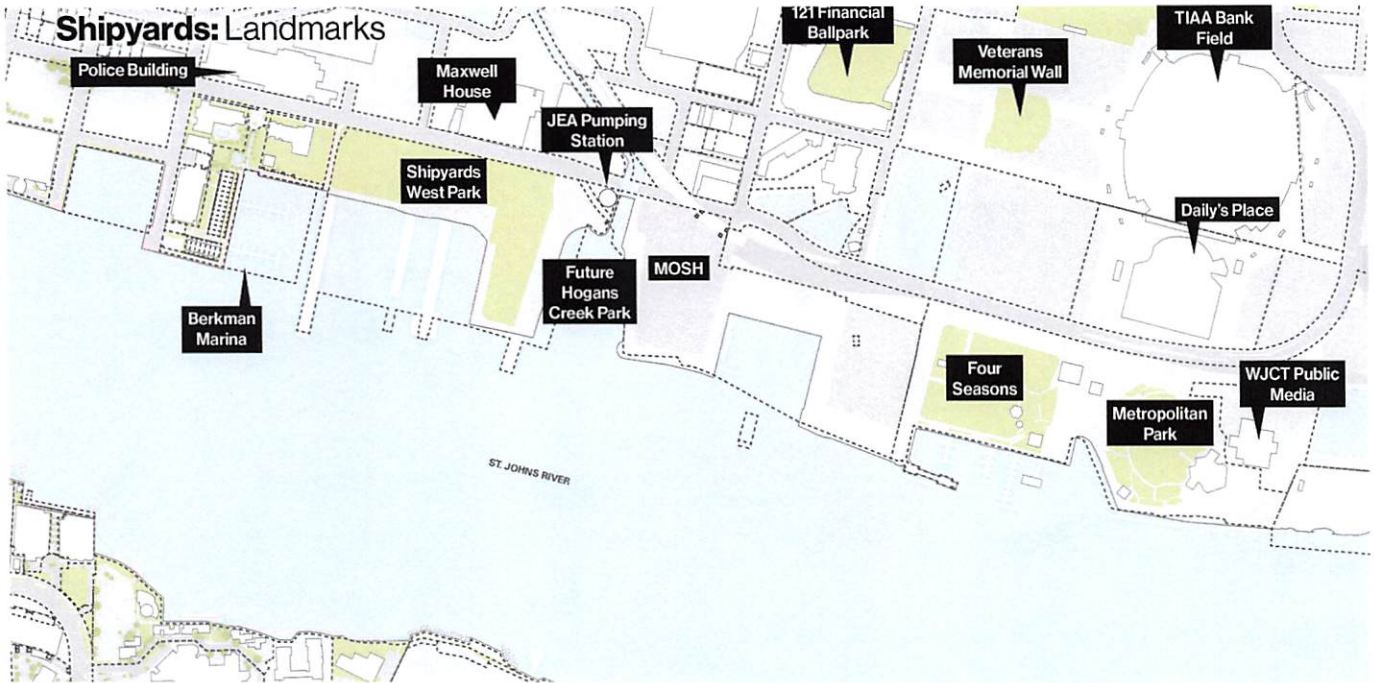 Shipyards: Landmarks
Police Building
Maxwell
House
JEA Pumping
Station
121 Financial
Ballpark
Veterans
Memorial Wall
TIAA Bank
Field
Shipyards
West Park
Daily's Place
Future
Hogans
Creek Park
MOSH
Berkman
Marina
Four
Seasons
Metropolitan
Park
WJCT Public
Media
ST. JOHNS RIVER